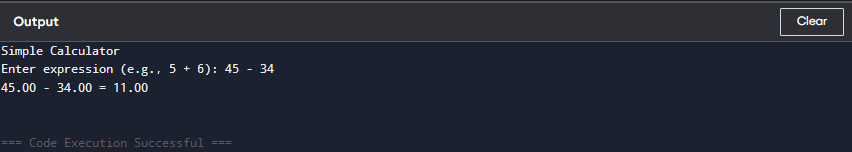 Output
Clear
Simple Calculator
Enter expression (e.g., 5 + 6): 45 - 34
45.00 - 34.00 = 11.00
=== Code Execution Successful ===